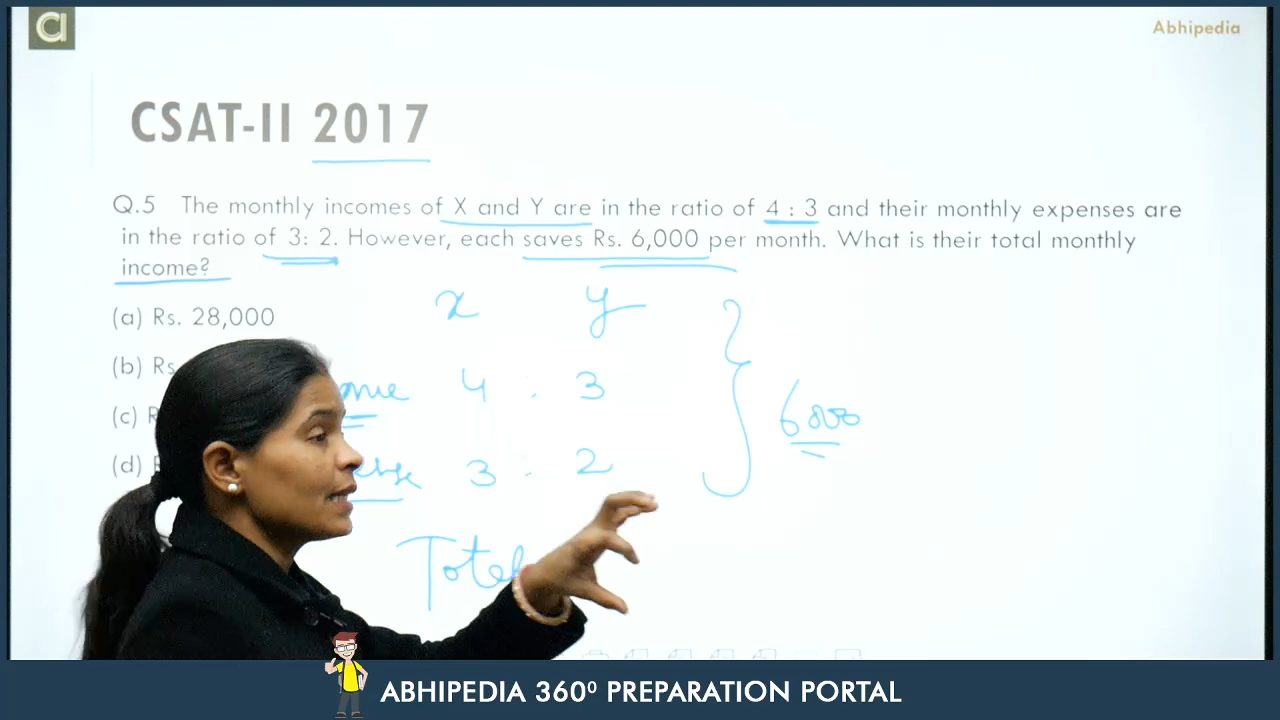 a
Abhipedia
CSAT-II 2017
Q.5 The monthly incomes of X and Y are in the ratio of 4 : 3 and their monthly expenses are
in the ratio of 3: 2. However, each saves Rs. 6,000 per month. What is their total monthly
income?
x y
(a) Rs. 28,000
(b) Rs.
4 : 3
6000
(c)
(d)
3 : 2
Total
ABHIPEDIA 360⁰ PREPARATION PORTAL